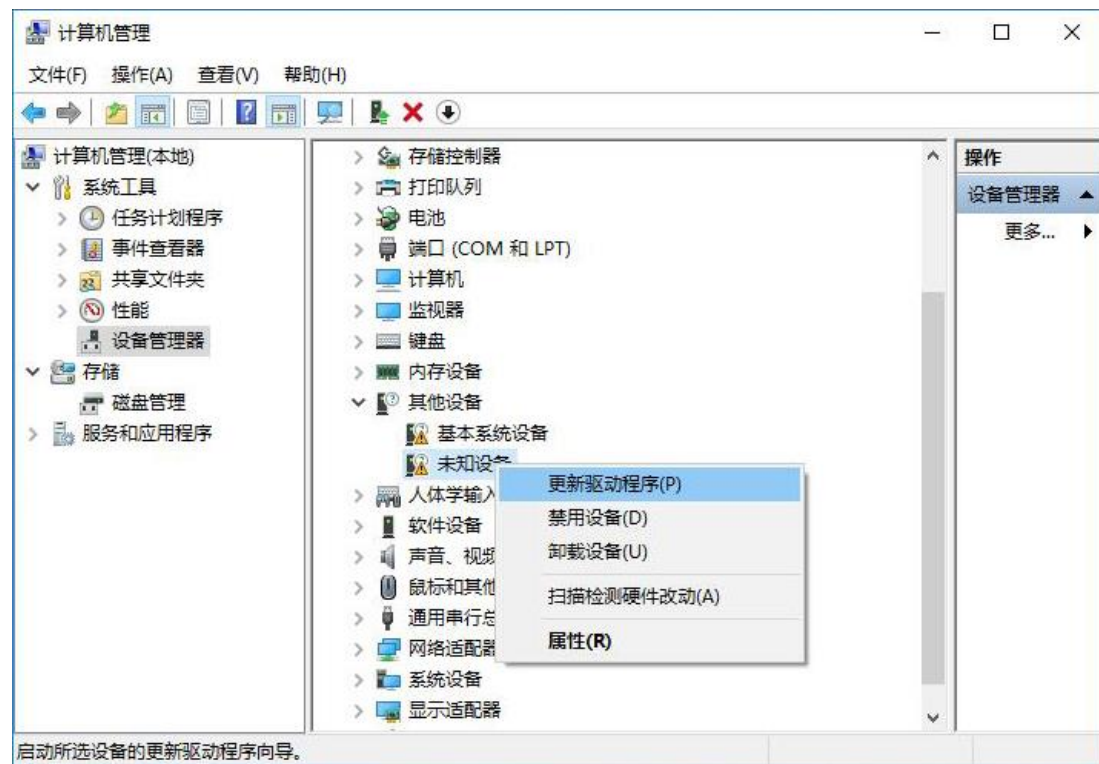 计算机管理
文件(F) 操作(A) 查看(V) 帮助(H)
计算机管理(本地)
系统工具
任务计划程序
事件查看器
共享文件夹
性能
设备管理器
存储
磁盘管理
服务和应用程序
存储控制器
打印队列
电池
端口 (COM 和 LPT)
计算机
监视器
键盘
内存设备
其他设备
基本系统设备
未知设备
人体学输入
软件设备
声音、视频
鼠标和其他
通用串行总
网络适配器
系统设备
显示适配器
更新驱动程序(P)
禁用设备(D)
卸载设备(U)
扫描检测硬件改动(A)
属性(R)
操作
设备管理器
更多...
启动所选设备的更新驱动程序向导。